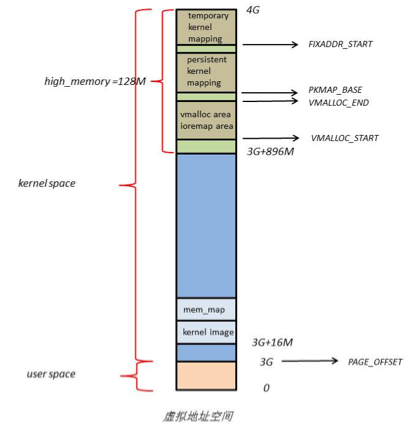 4G
temporary
kernel
mapping
FIXADDR_START
persistent
kernel
mapping
high_memory =128M
PKMAP_BASE
VMALLOC_END
vmalloc area
ioremap area
VMALLOC_START
3G+896M
kernel space
mem_map
kernel image
3G+16M
3G
PAGE_OFFSET
user space
0
虚拟地址空间